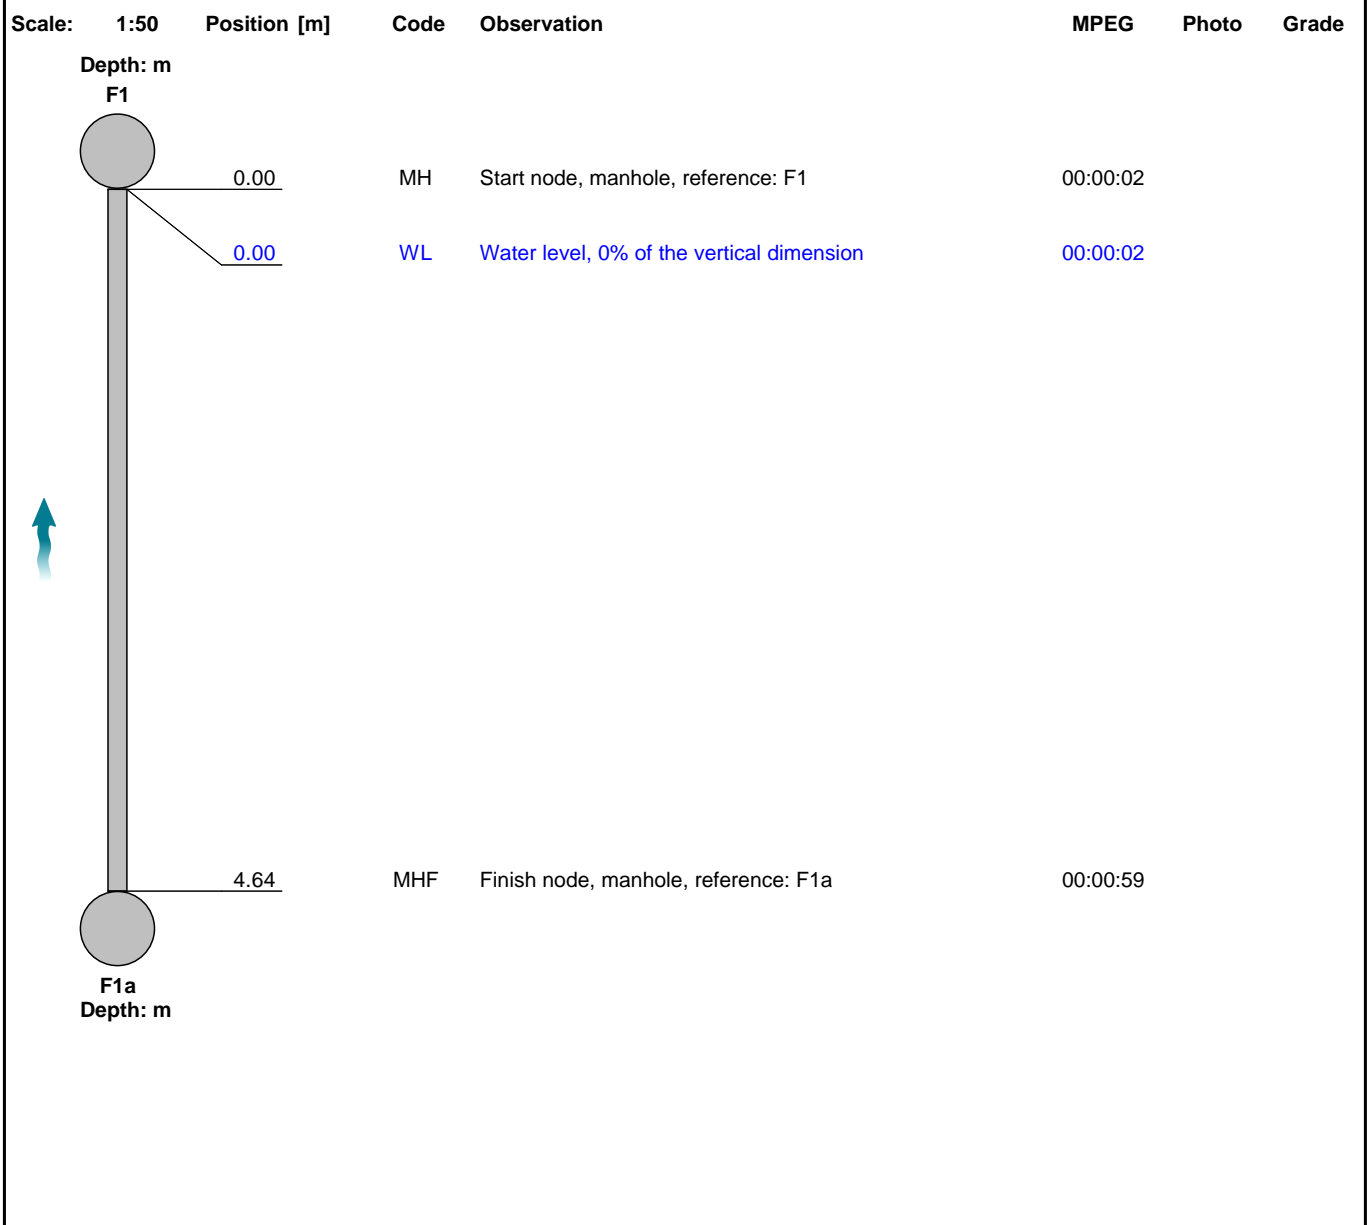 Scale: 1:50 Position [m] Code Observation MPEG Photo Grade
Depth: m
F1
0.00 MH Start node, manhole, reference: F1 00:00:02
0.00 WL Water level, 0% of the vertical dimension 00:00:02
4.64 MHF Finish node, manhole, reference: F1a 00:00:59
F1a
Depth: m